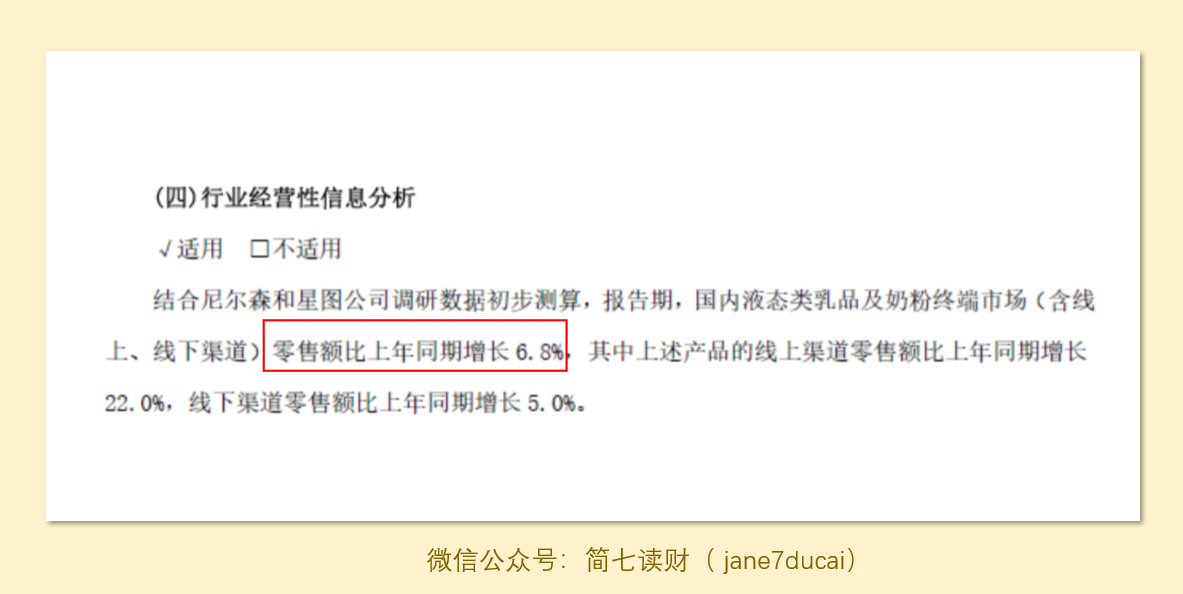 (四)行业经营性信息分析
√适用 □不适用
结合尼尔森和星图公司调研数据初步测算，报告期，国内液态类乳品及奶粉终端市场（含线
上、线下渠道）零售额比上年同期增长 6.8%，其中上述产品的线上渠道零售额比上年同期增长
22.0%，线下渠道零售额比上年同期增长 5.0%。
微信公众号：简七读财（ jane7ducai）